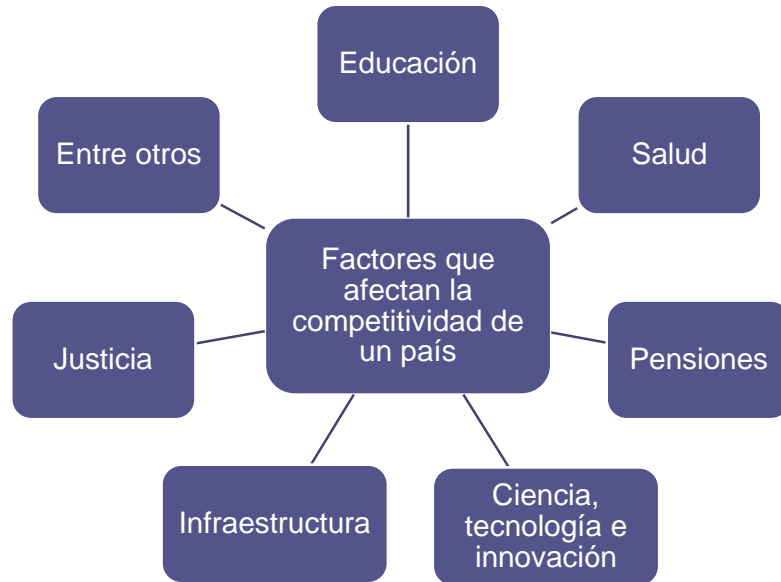 Educación
Entre otros
Salud
Factores que
afectan la
competitividad de
un país
Justicia
Pensiones
Infraestructura
Ciencia,
tecnología e
innovación